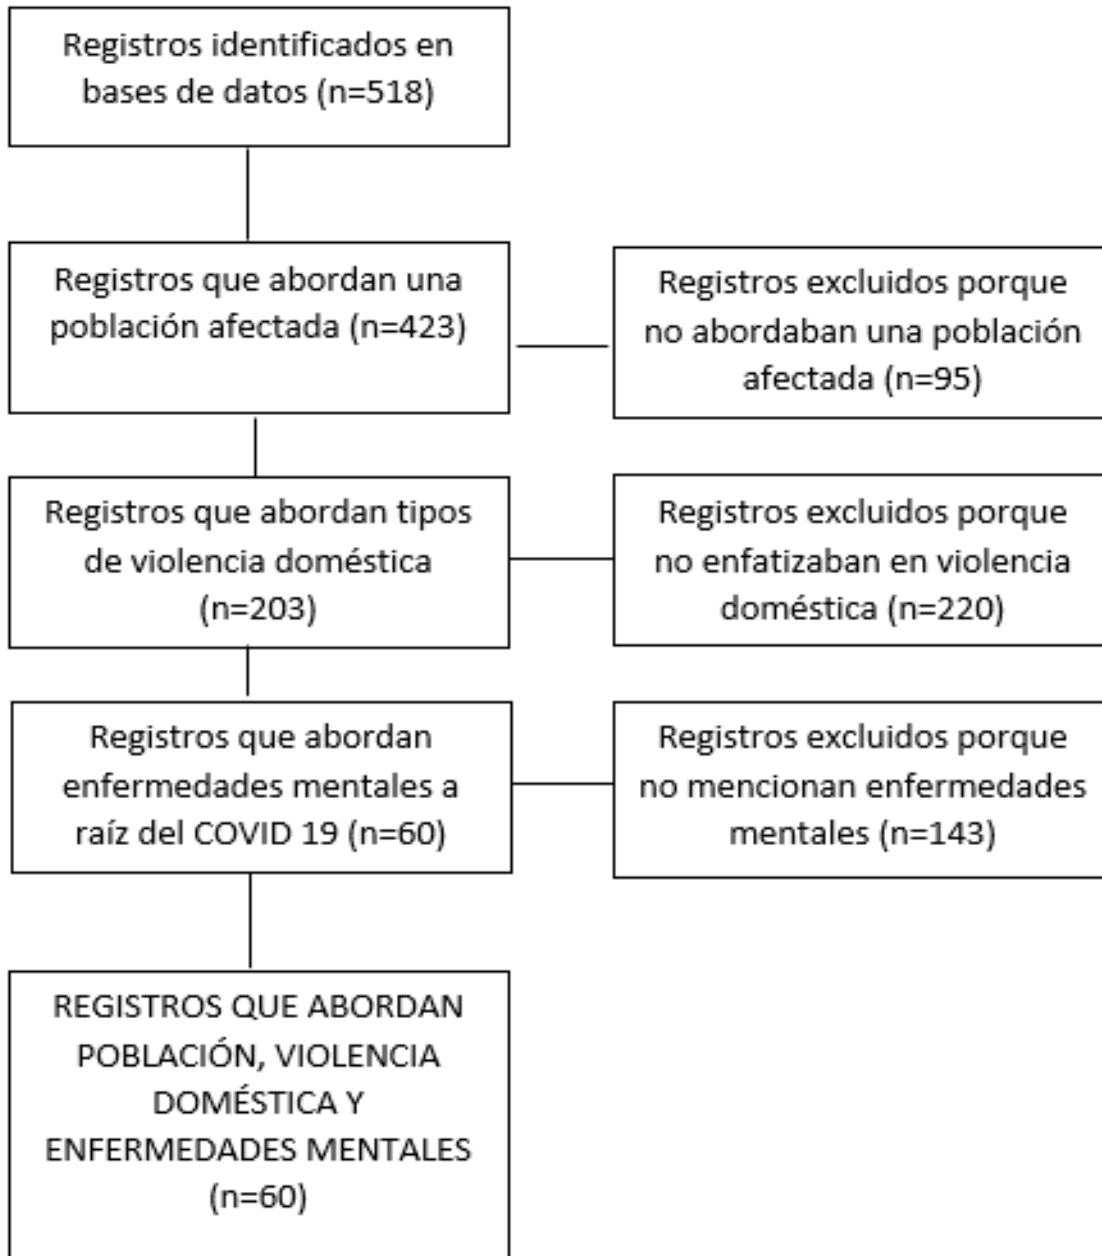 Registros identificados en
bases de datos (n=518)
Registros que abordan una
población afectada (n=423)
Registros excluidos porque
no abordaban una población
afectada (n=95)
Registros que abordan tipos
de violencia doméstica
(n=203)
Registros excluidos porque
no enfatizaban en violencia
doméstica (n=220)
Registros que abordan
enfermedades mentales a
raíz del COVID 19 (n=60)
Registros excluidos porque
no mencionan enfermedades
mentales (n=143)
REGISTROS QUE ABORDAN
POBLACIÓN, VIOLENCIA
DOMÉSTICA Y
ENFERMEDADES MENTALES
(n=60)